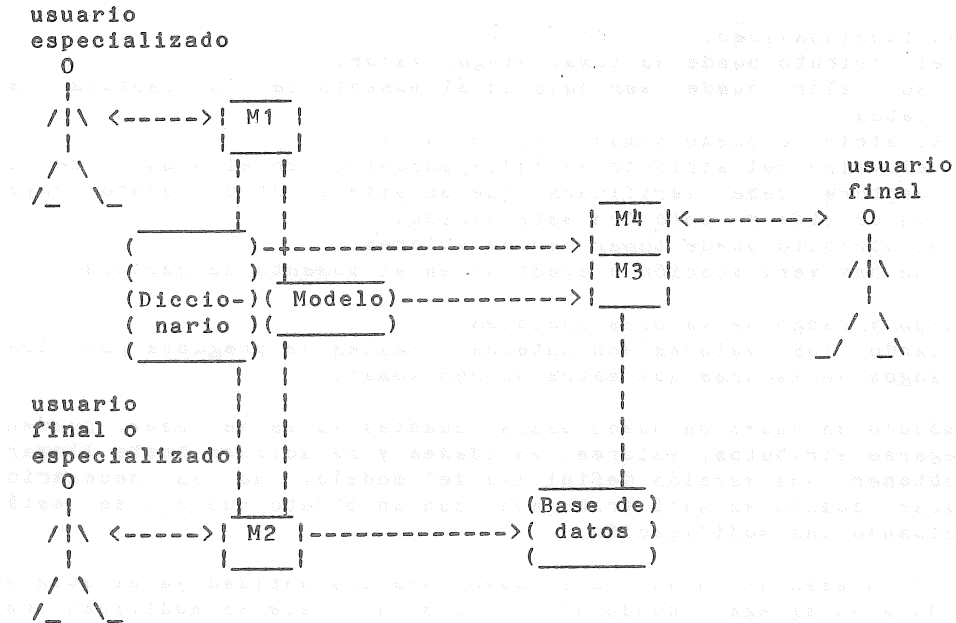 usuario
especializado
M1
usuario
final
M4
M3
Diccio-
nario
Modelo
usuario
final o
especializado
M2
Base de
datos